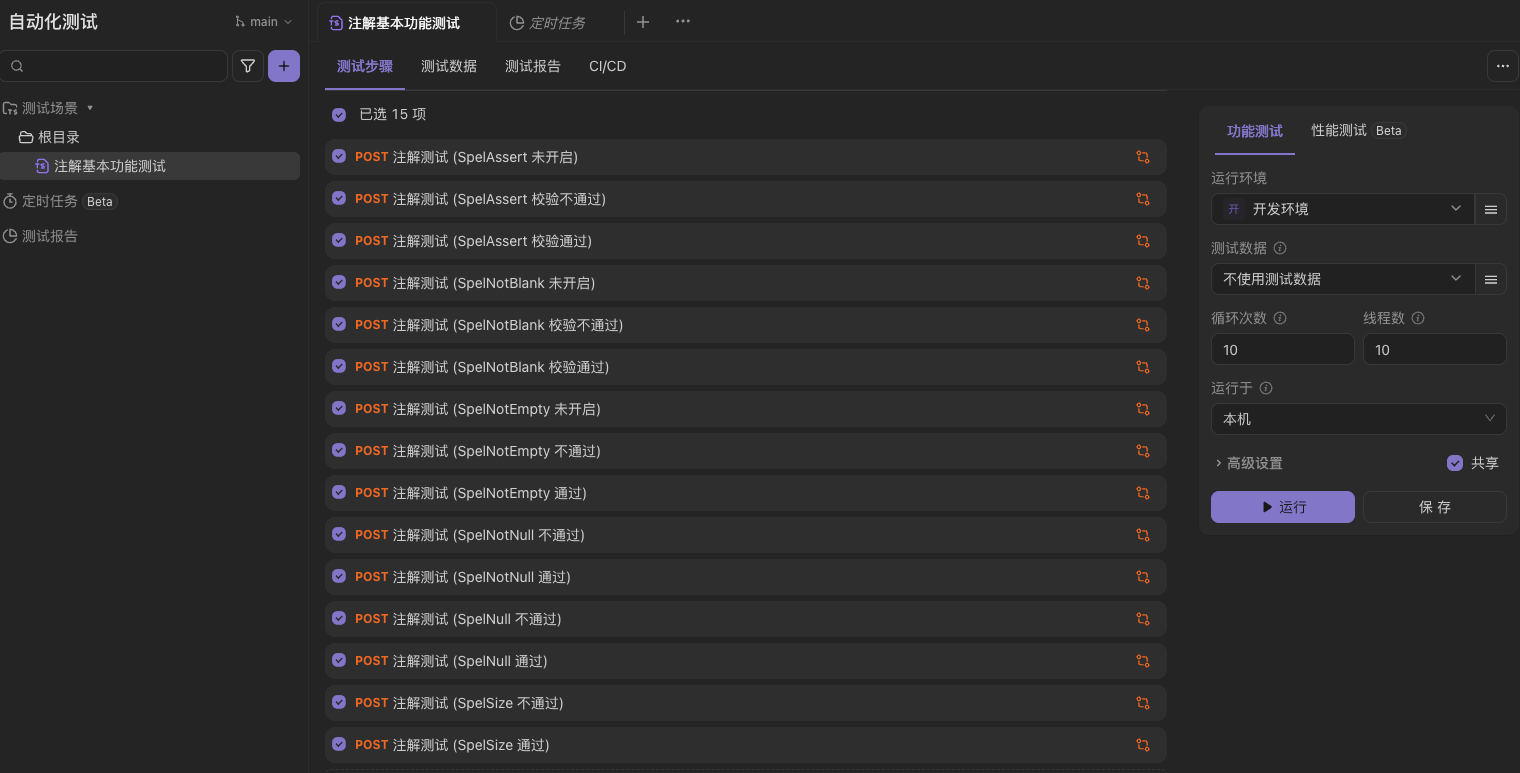 自动化测试
main
注解基本功能测试
定时任务
测试步骤 测试数据 测试报告 CI/CD
测试场景
根目录
注解基本功能测试
定时任务 Beta
测试报告
已选 15 项
POST 注解测试 (SpelAssert 未开启)
POST 注解测试 (SpelAssert 校验不通过)
POST 注解测试 (SpelAssert 校验通过)
POST 注解测试 (SpelNotBlank 未开启)
POST 注解测试 (SpelNotBlank 校验不通过)
POST 注解测试 (SpelNotBlank 校验通过)
POST 注解测试 (SpelNotEmpty 未开启)
POST 注解测试 (SpelNotEmpty 不通过)
POST 注解测试 (SpelNotEmpty 通过)
POST 注解测试 (SpelNotNull 不通过)
POST 注解测试 (SpelNotNull 通过)
POST 注解测试 (SpelNull 不通过)
POST 注解测试 (SpelNull 通过)
POST 注解测试 (SpelSize 不通过)
POST 注解测试 (SpelSize 通过)
功能测试 性能测试 Beta
运行环境
开 开发环境
测试数据
不使用测试数据
循环次数 线程数
10 10
运行于
本机
高级设置 共享
运行 保 存